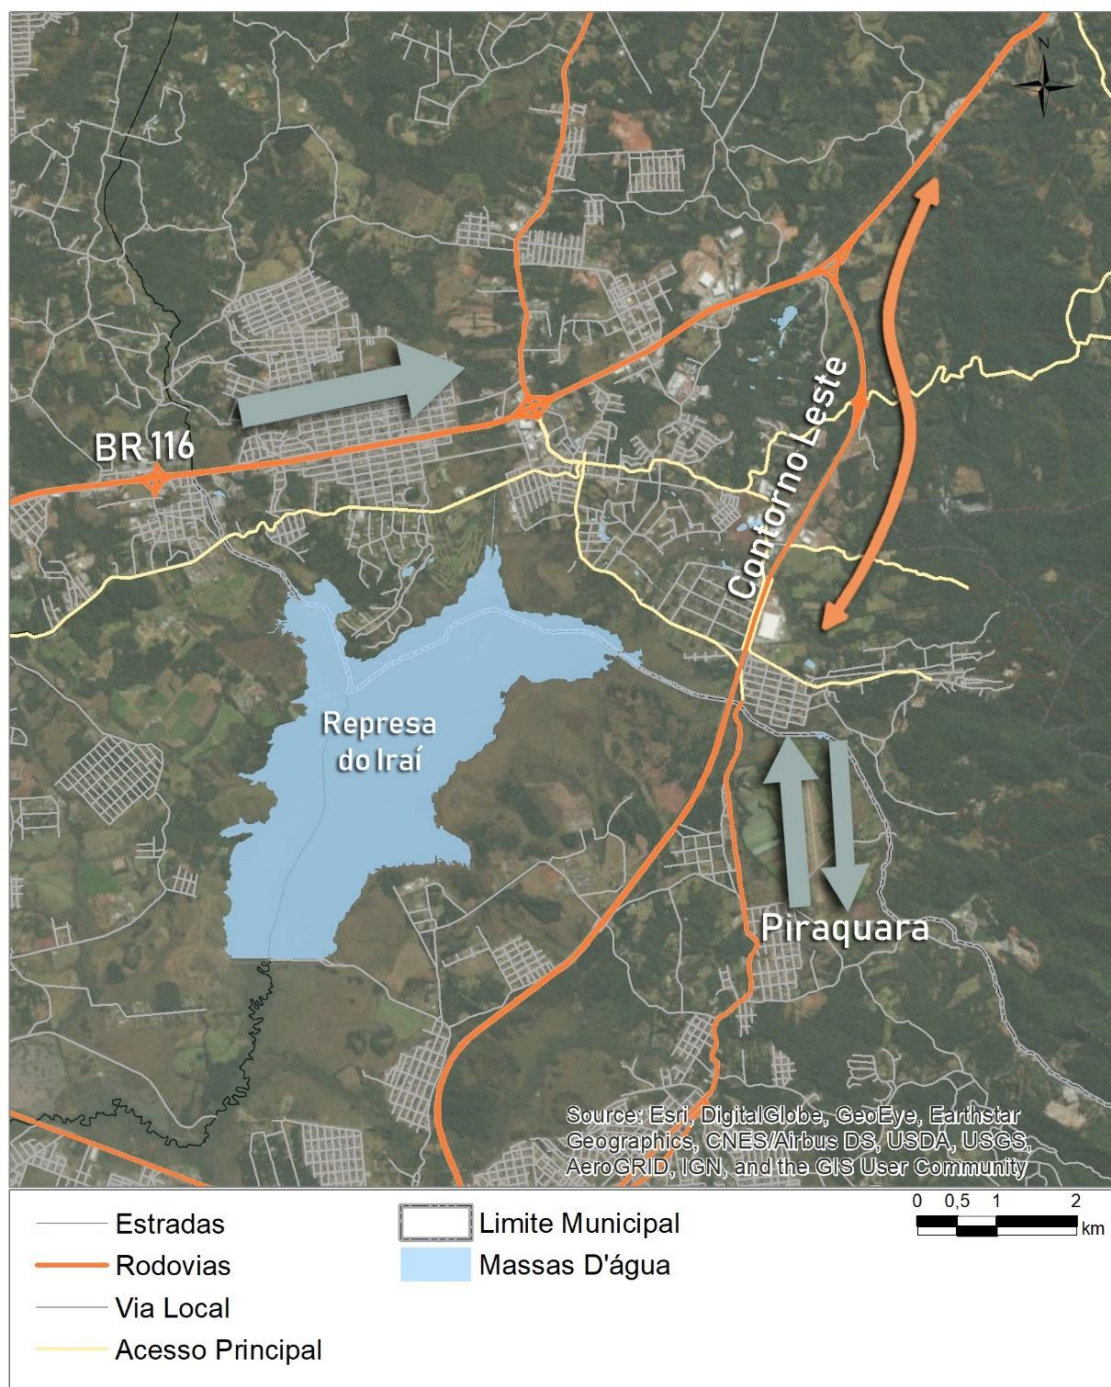 N
BR 116
Contorno Leste
Represa
do Iraí
Piraquara
Source: Esri, DigitalGlobe, GeoEye, Earthstar
Geographics, CNES/Airbus DS, USDA, USGS,
AeroGRID, IGN, and the GIS User Community
Estradas
Rodovias
Via Local
Acesso Principal
Limite Municipal
Massas D'água
0 0,5 1 2
km